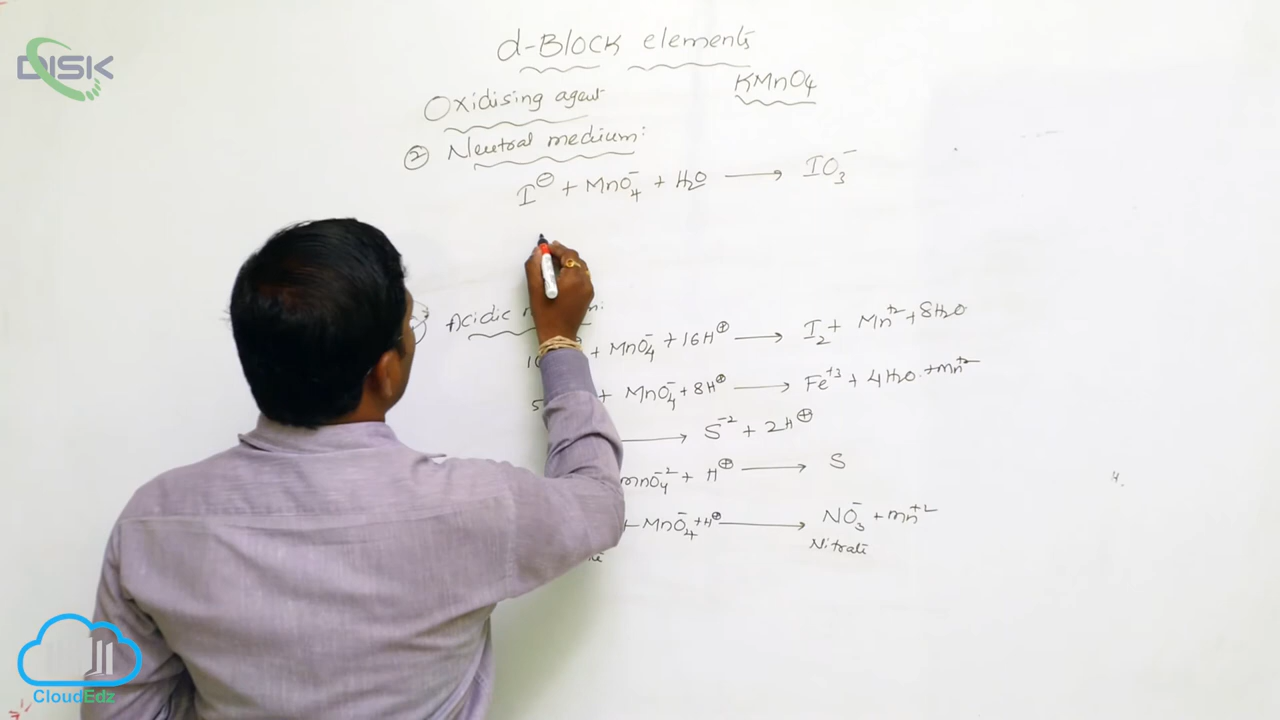 DISK
d-BLOCK elements
KMnO4
Oxidising agent
② Neutral medium:
I⊖ + MnO4⁻ + H2O ⟶ IO3⁻
Acidic
+ MnO4⁻ + 16H⊕ ⟶ I2 + Mn+2 + 8H2O
+ MnO4⁻ + 8H⊕ ⟶ Fe+3 + 4H2O + mn+2
⟶ S-2 + 2H⊕
mnO4-2 + H⊕ ⟶ S
+ MnO4⁻ + H⊕ ⟶ NO3⁻ + mn+2
Nitrate
CloudEdz